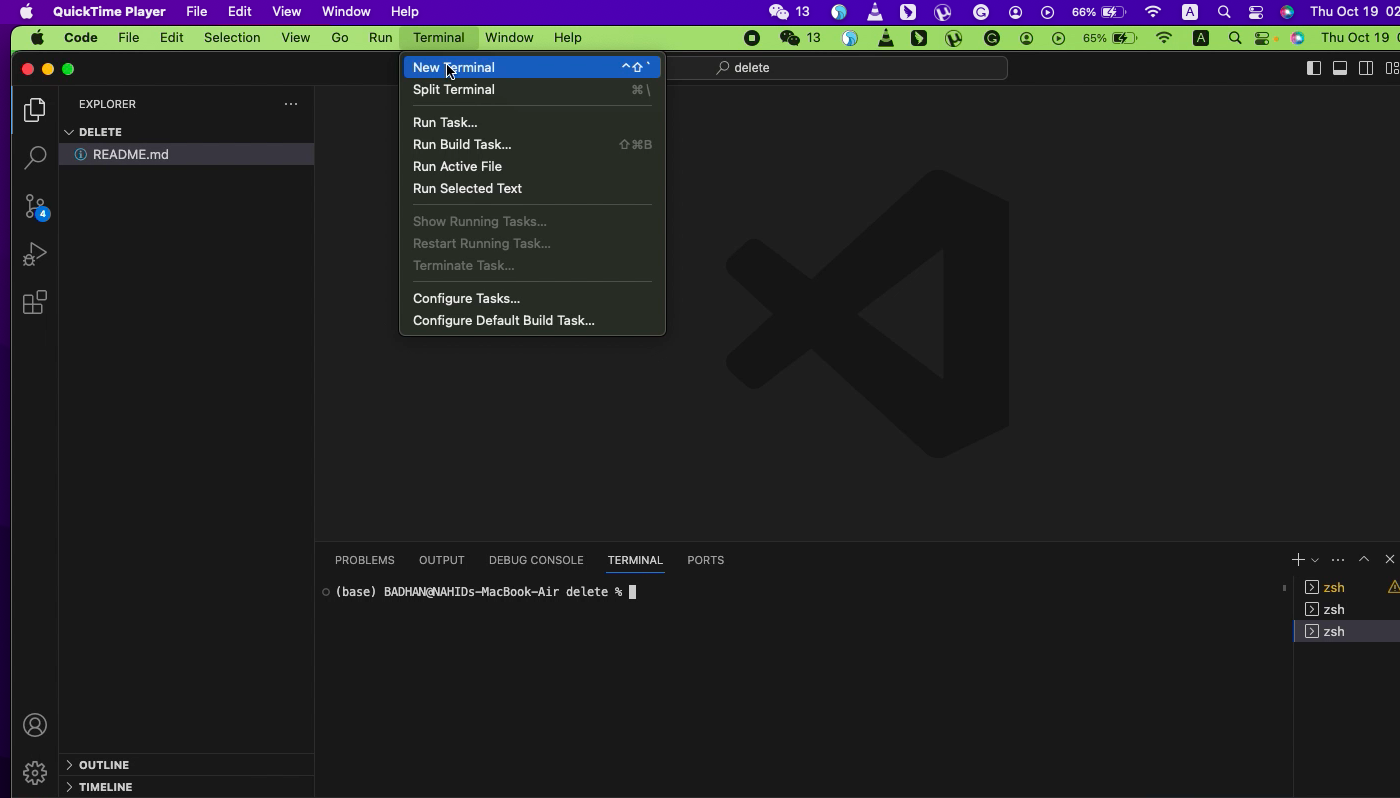 QuickTime Player File Edit View Window Help 13 66% A Thu Oct 19 02
Code File Edit Selection View Go Run Terminal Window Help 13 65% A Thu Oct 19
delete
New Terminal ^⇧`
Split Terminal ⌘\
Run Task...
Run Build Task... ⇧⌘B
Run Active File
Run Selected Text
Show Running Tasks...
Restart Running Task...
Terminate Task...
Configure Tasks...
Configure Default Build Task...
EXPLORER
DELETE
README.md
4
PROBLEMS OUTPUT DEBUG CONSOLE TERMINAL PORTS
(base) BADHAN@NAHIDs-MacBook-Air delete %
zsh
zsh
zsh
OUTLINE
TIMELINE